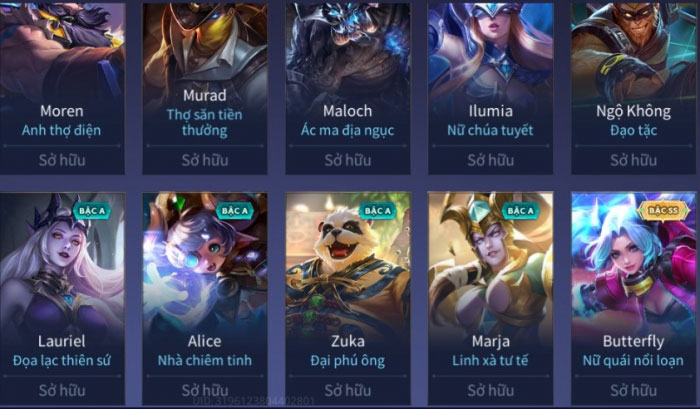 Moren
Anh thợ điện
Sở hữu
Murad
Thợ săn tiền
thưởng
Sở hữu
Maloch
Ác ma địa ngục
Sở hữu
Ilumia
Nữ chúa tuyết
Sở hữu
Ngộ Không
Đạo tặc
Sở hữu
Lauriel
Đọa lạc thiên sứ
Sở hữu
BẬC A
Alice
Nhà chiêm tinh
Sở hữu
BẬC A
Zuka
Đại phú ông
Sở hữu
BẬC A
Marja
Linh xà tư tế
Sở hữu
BẬC A
Butterfly
Nữ quái nổi loạn
Sở hữu
BẬC SS
UID: 3196123804402801